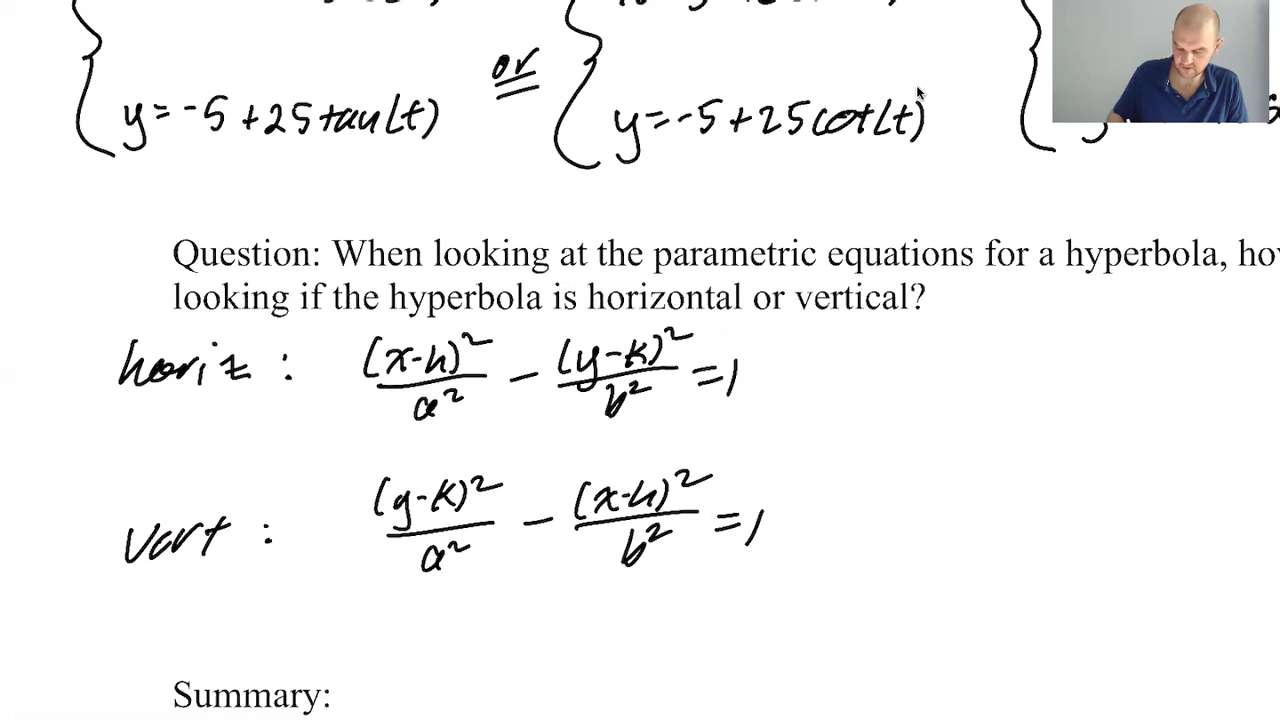 y=-5+25tan(t) or y=-5+25cot(t)
Question: When looking at the parametric equations for a hyperbola,
looking if the hyperbola is horizontal or vertical?
horiz : (x-h)²/a² - (y-k)²/b² =1
vert : (y-k)²/a² - (x-h)²/b² =1
Summary: